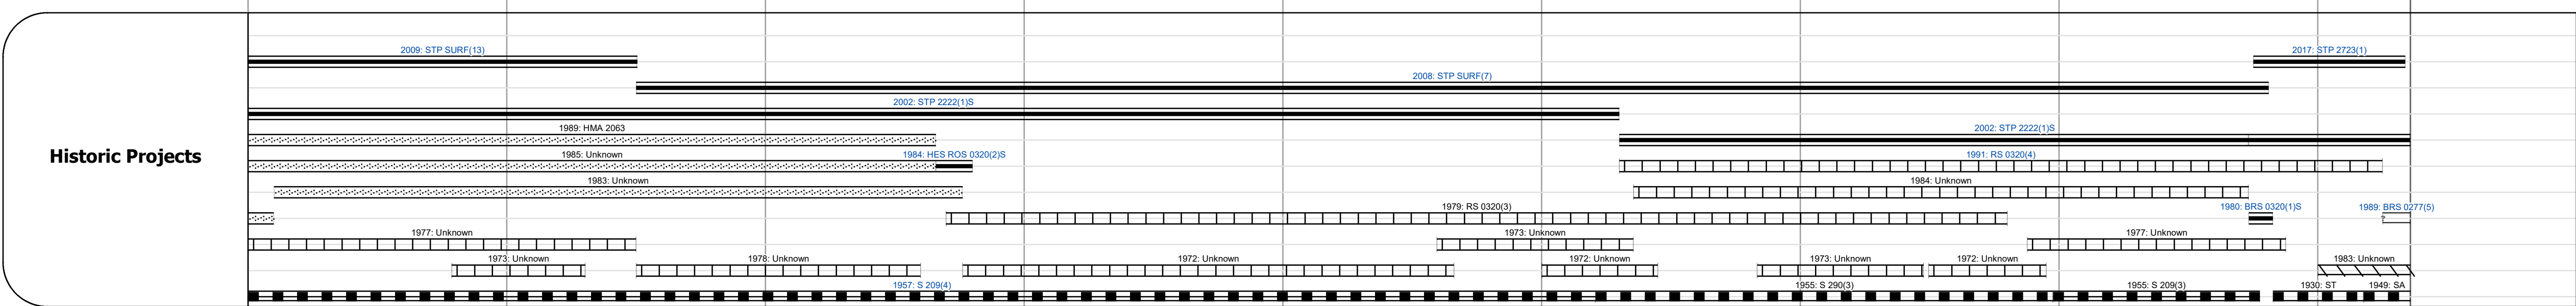 Historic Projects
2009: STP SURF(13)
2017: STP 2723(1)
2008: STP SURF(7)
2002: STP 2222(1)S
1989: HMA 2063
2002: STP 2222(1)S
1985: Unknown
1984: HES ROS 0320(2)S
1991: RS 0320(4)
1983: Unknown
1984: Unknown
1979: RS 0320(3)
1980: BRS 0320(1)S
1989: BRS 0277(5)
1977: Unknown
1973: Unknown
1977: Unknown
1973: Unknown
1978: Unknown
1972: Unknown
1972: Unknown
1973: Unknown
1972: Unknown
1983: Unknown
1957: S 209(4)
1955: S 290(3)
1955: S 209(3)
1930: ST
1949: SA